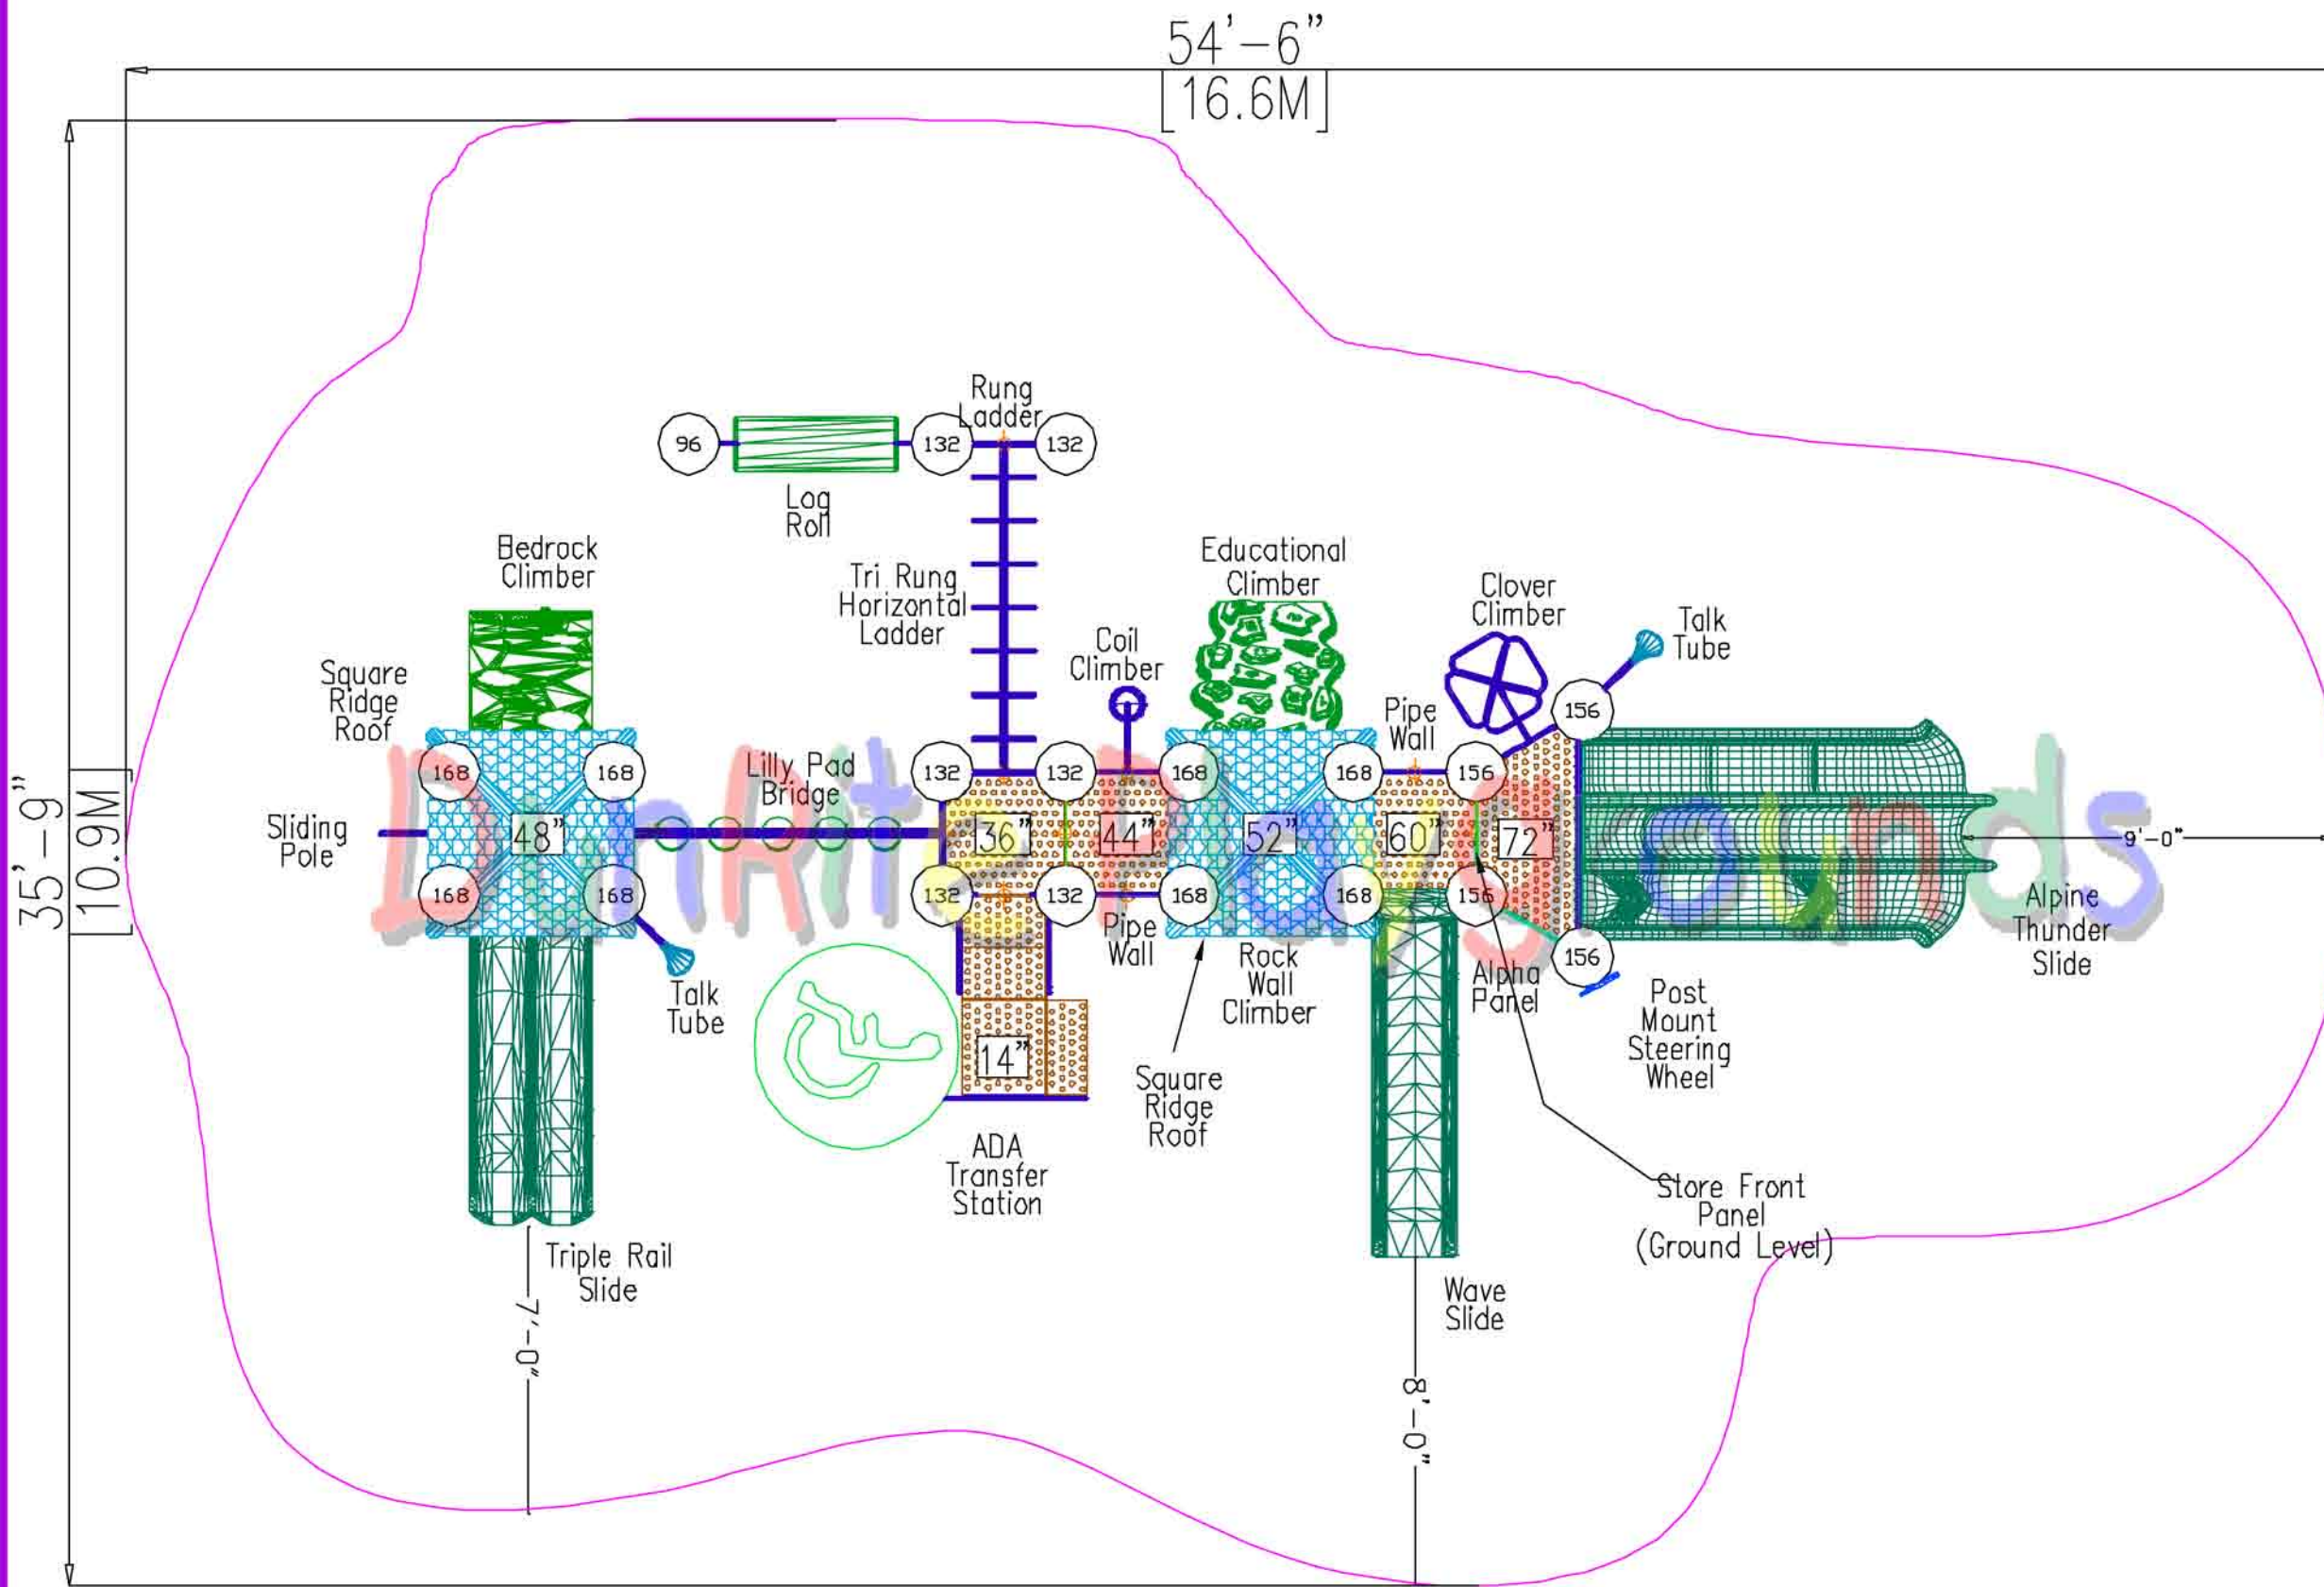 54'-6"
[16.6M]
35'-9"
[10.9M]
Rung
Ladder
96
132
132
Log
Roll
Bedrock
Climber
Tri Rung
Horizontal
Ladder
Educational
Climber
Clover
Climber
Talk
Tube
Coil
Climber
Square
Ridge
Roof
Pipe
Wall
156
168
168
132
132
168
168
156
Lilly Pad
Bridge
Sliding
Pole
48"
36"
44"
52"
60"
72"
9'-0"
DunRite Playgrounds
168
168
132
132
168
168
156
156
Pipe
Wall
Rock
Wall
Climber
Alpha
Panel
Alpine
Thunder
Slide
Talk
Tube
Post
Mount
Steering
Wheel
14"
Square
Ridge
Roof
ADA
Transfer
Station
Store Front
Panel
(Ground Level)
Triple Rail
Slide
Wave
Slide
7'-0"
8'-0"